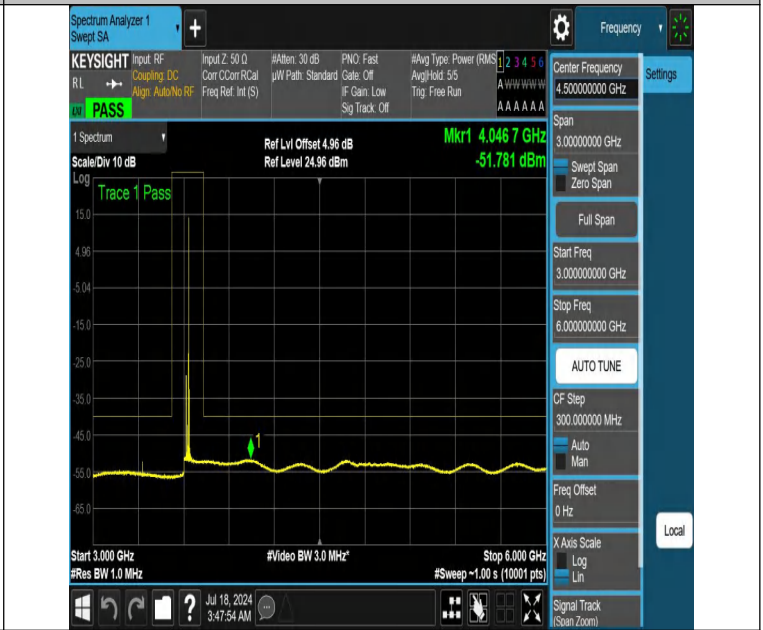 Spectrum Analyzer 1
Swept SA
+
Frequency
KEYSIGHT
RL
PASS
Input: RF
Coupling: DC
Align: Auto/No RF
Input Z: 50 Ω
Corr CCorr RCal
Freq Ref: Int (S)
#Atten: 30 dB
µW Path: Standard
PNO: Fast
Gate: Off
IF Gain: Low
Sig Track: Off
#Avg Type: Power (RMS
Avg|Hold: 5/5
Trig: Free Run
1 2 3 4 5 6
A W W W W W
A A A A A A
Center Frequency
4.500000000 GHz
Settings
Span
3.00000000 GHz
Swept Span
Zero Span
Full Span
Start Freq
3.000000000 GHz
Stop Freq
6.000000000 GHz
AUTO TUNE
CF Step
300.000000 MHz
Auto
Man
Freq Offset
0 Hz
X Axis Scale
Log
Lin
Signal Track
(Span Zoom)
Local
1 Spectrum
Scale/Div 10 dB
Log
Ref Lvl Offset 4.96 dB
Ref Level 24.96 dBm
Mkr1 4.046 7 GHz
-51.781 dBm
Trace 1 Pass
15.0
4.96
-5.04
-15.0
-25.0
-35.0
-45.0
-55.0
-65.0
1
Start 3.000 GHz
#Res BW 1.0 MHz
#Video BW 3.0 MHz*
Stop 6.000 GHz
#Sweep ~1.00 s (10001 pts)
?
Jul 18, 2024
3:47:54 AM